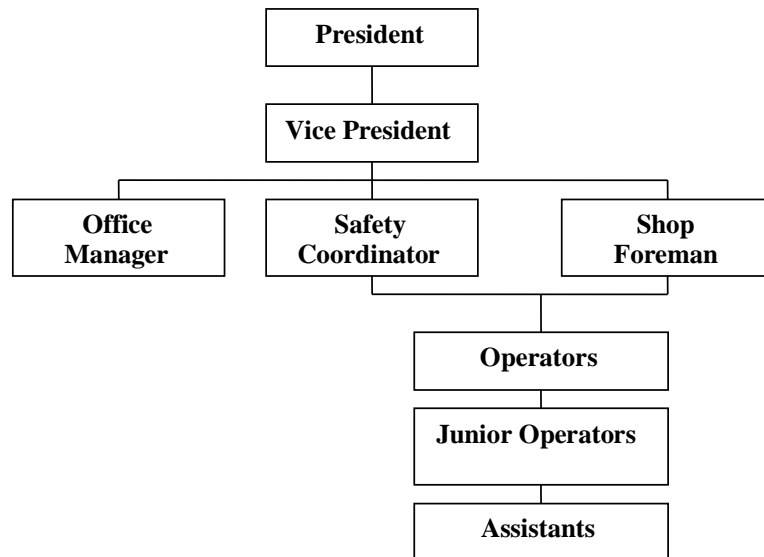 President
Vice President
Office
Manager
Safety
Coordinator
Shop
Foreman
Operators
Junior Operators
Assistants